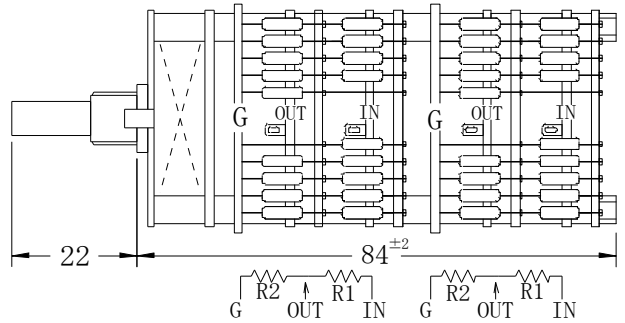 OUT IN OUT IN
G G
22 84±2
R2 R1 R2 R1
G OUT IN G OUT IN